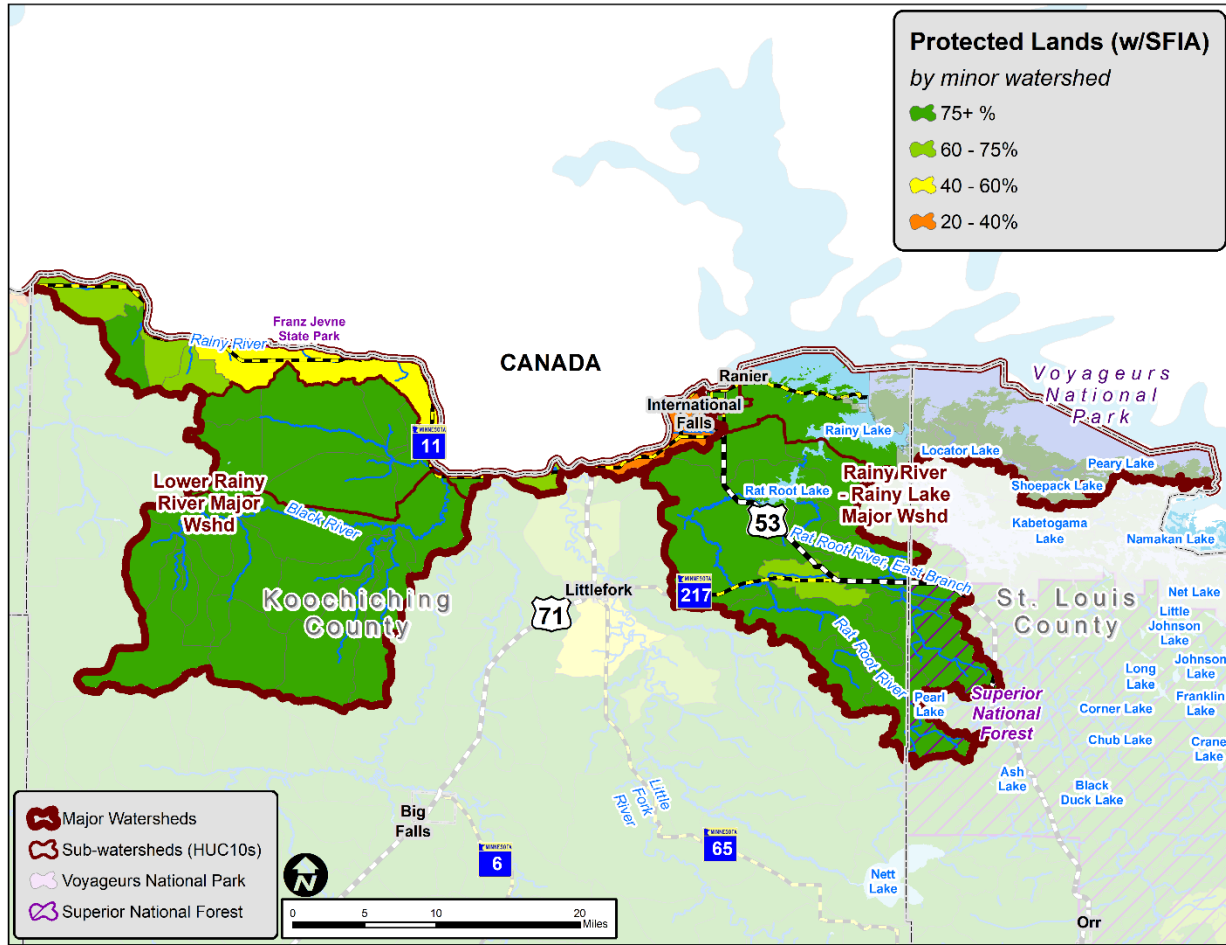 Protected Lands (w/SFIA)
by minor watershed
75+ %
60 - 75%
40 - 60%
20 - 40%
Franz Jevne
State Park
Rainy River
CANADA
Ranier
International
Falls
Voyageurs
National
Park
Rainy Lake
Locator Lake
Peary Lake
Shoepack Lake
Kabetogama
Lake
Namakan Lake
MINNESOTA
11
Lower Rainy
River Major
Wshd
Black River
Rainy River
- Rainy Lake
Major Wshd
Rat Root Lake
53
Rat Root River, East Branch
Koochiching
County
Littlefork
71
MINNESOTA
217
Rat Root River
St. Louis
County
Net Lake
Little
Johnson
Lake
Johnson
Lake
Long
Lake
Franklin
Lake
Pearl
Lake
Superior
National
Forest
Corner Lake
Chub Lake
Crane
Lake
Ash
Lake
Black
Duck Lake
Big
Falls
Little
Fork
River
MINNESOTA
6
MINNESOTA
65
Nett
Lake
Orr
Major Watersheds
Sub-watersheds (HUC10s)
Voyageurs National Park
Superior National Forest
N
0 5 10 20
Miles